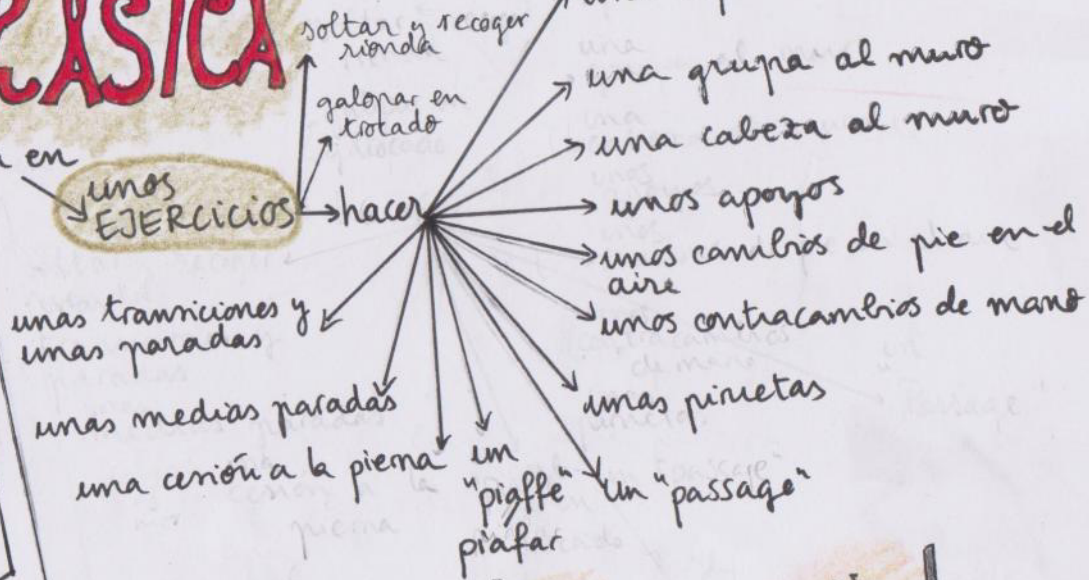 CLÁSICA
soltar y recoger
rienda
galopar en
trotado
en
unos
EJERCICIOS
hacer
una grupa al muro
una cabeza al muro
unos apoyos
unos cambios de pie en el
aire
unos contracambios de mano
unas piruetas
un "passage"
un
"piaffe"
piafar
una cesión a la pierna
unas medias paradas
unas transiciones y
unas paradas